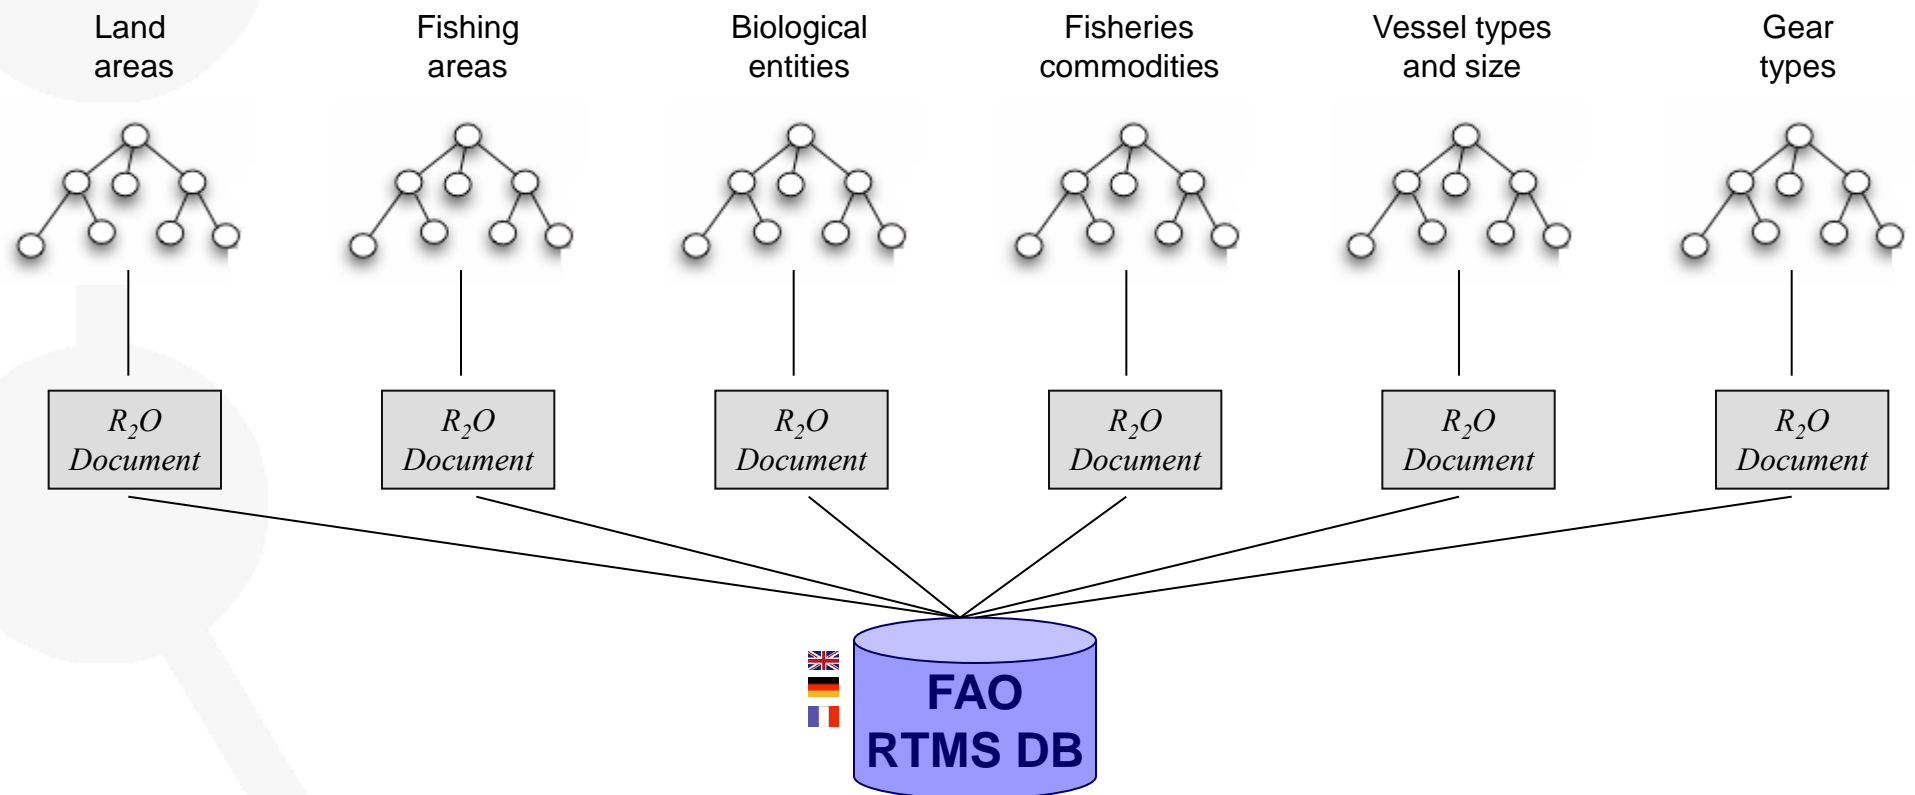 Land
areas
Fishing
areas
Biological
entities
Fisheries
commodities
Vessel types
and size
Gear
types
R₂O
Document
R₂O
Document
R₂O
Document
R₂O
Document
R₂O
Document
R₂O
Document
FAO
RTMS DB